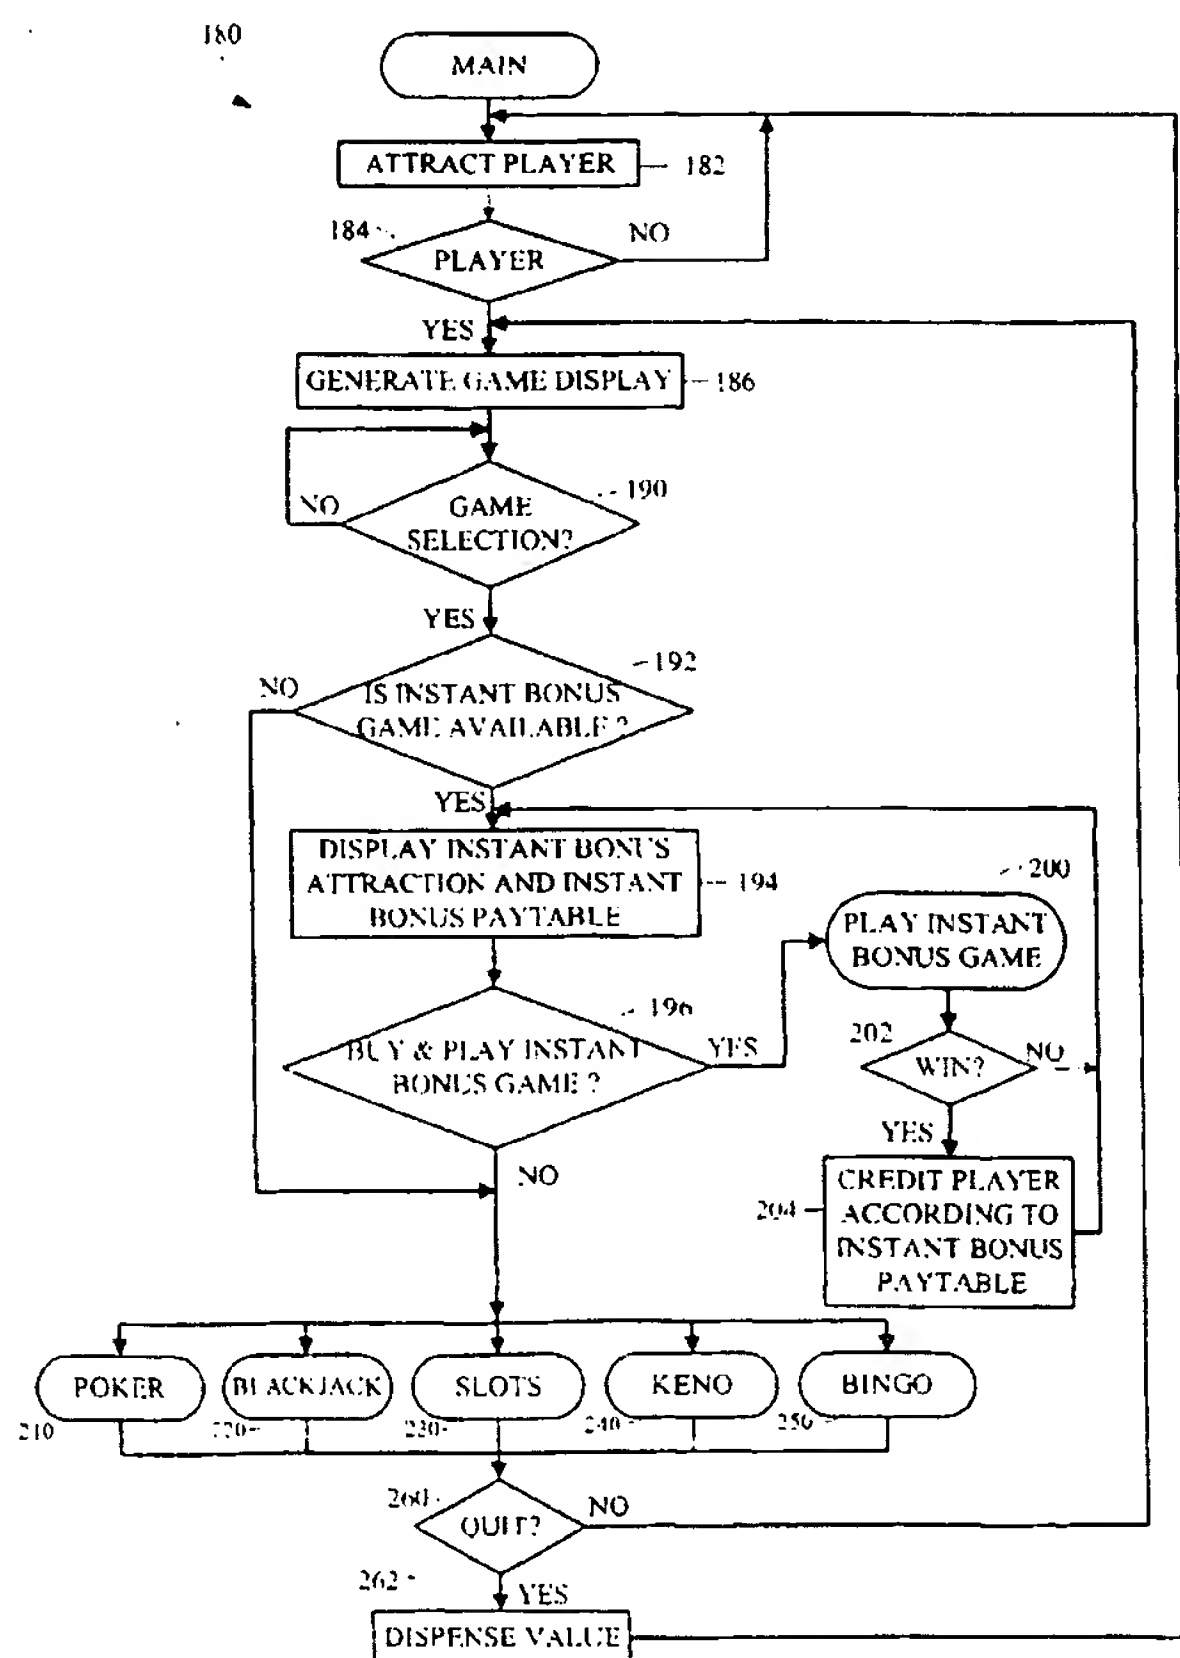 180
MAIN
ATTRACT PLAYER
182
184
PLAYER
NO
YES
GENERATE GAME DISPLAY
186
NO
GAME
SELECTION?
190
YES
192
NO
IS INSTANT BONUS
GAME AVAILABLE ?
YES
DISPLAY INSTANT BONUS
ATTRACTION AND INSTANT
BONUS PAYTABLE
194
200
PLAY INSTANT
BONUS GAME
196
BUY & PLAY INSTANT
BONUS GAME ?
YES
202
WIN?
NO
YES
NO
CREDIT PLAYER
ACCORDING TO
INSTANT BONUS
PAYTABLE
204
POKER
BLACKJACK
SLOTS
KENO
BINGO
210
220
230
240
250
260
QUIT?
NO
262
YES
DISPENSE VALUE